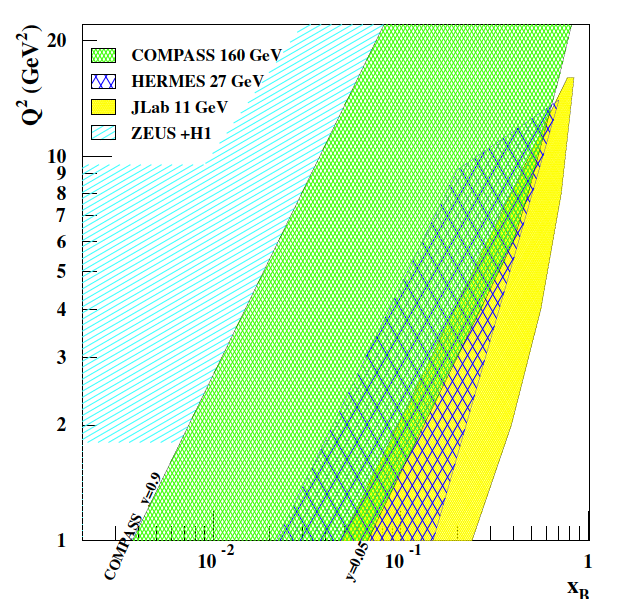 Q² (GeV²)
20
10
9
8
7
6
5
4
3
2
1
COMPASS 160 GeV
HERMES 27 GeV
JLab 11 GeV
ZEUS +H1
COMPASS y=0.9
y=0.05
10⁻²
10⁻¹
1
x_B